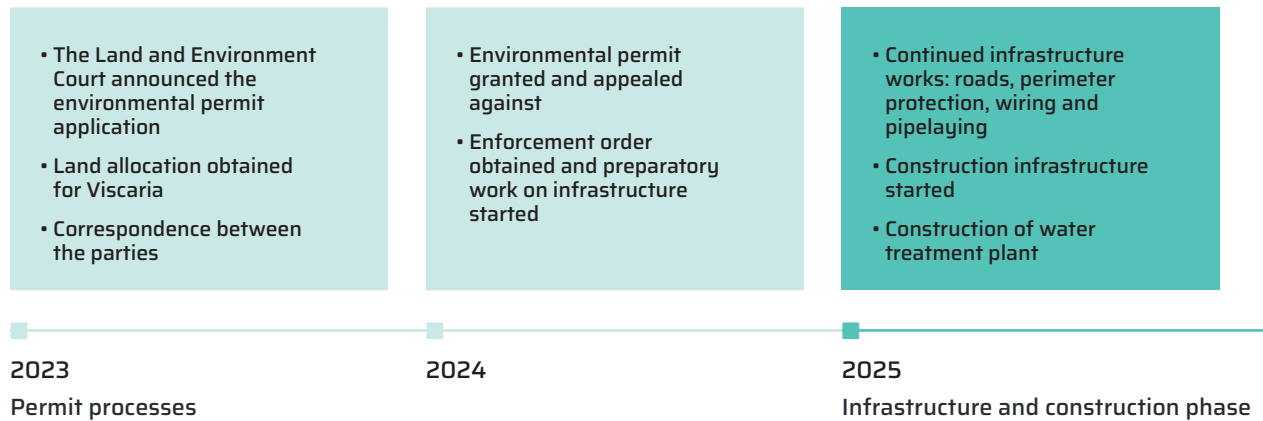 • The Land and Environment
Court announced the
environmental permit
application
• Land allocation obtained
for Viscaria
• Correspondence between
the parties
• Environmental permit
granted and appealed
against
• Enforcement order
obtained and preparatory
work on infrastructure
started
• Continued infrastructure
works: roads, perimeter
protection, wiring and
pipelaying
• Construction infrastructure
started
• Construction of water
treatment plant
2023
Permit processes
2024
2025
Infrastructure and construction phase